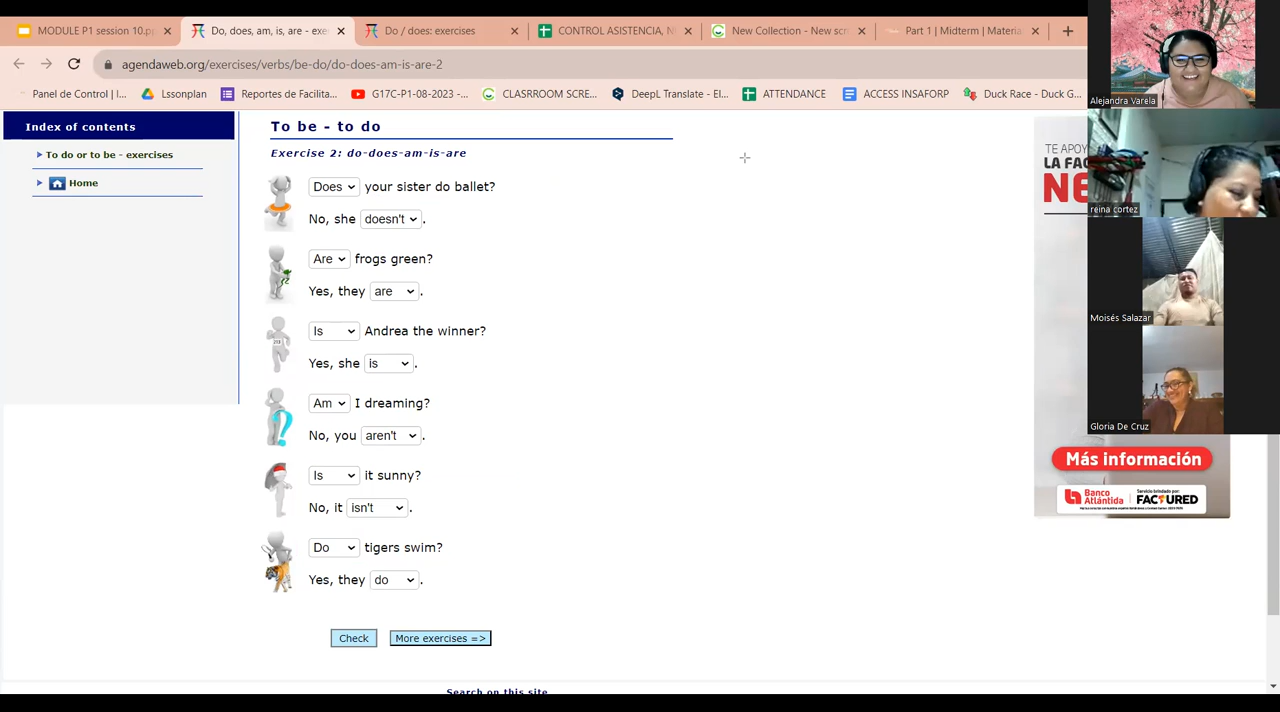 MODULE P1 session 10.pp
Do, does, am, is, are - exer
Do / does: exercises
CONTROL ASISTENCIA, N
New Collection - New scr
Part 1 | Midterm | Materia
agendaweb.org/exercises/verbs/be-do/do-does-am-is-are-2
Panel de Control | I...
Lssonplan
Reportes de Facilita...
G17C-P1-08-2023 -...
CLASRROOM SCRE...
DeepL Translate - El...
ATTENDANCE
ACCESS INSAFORP
Duck Race - Duck G...
Index of contents
To do or to be - exercises
Home
To be - to do
Exercise 2: do-does-am-is-are
Does your sister do ballet?
No, she doesn't .
Are frogs green?
Yes, they are .
Is Andrea the winner?
Yes, she is .
Am I dreaming?
No, you aren't .
Is it sunny?
No, it isn't .
Do tigers swim?
Yes, they do .
Check
More exercises =>
Search on this site
TE APOY
LA FAC
NE
Más información
Banco Atlántida
Servicio brindado por:
FACTURED
Alejandra Varela
reina cortez
Moisés Salazar
Gloria De Cruz